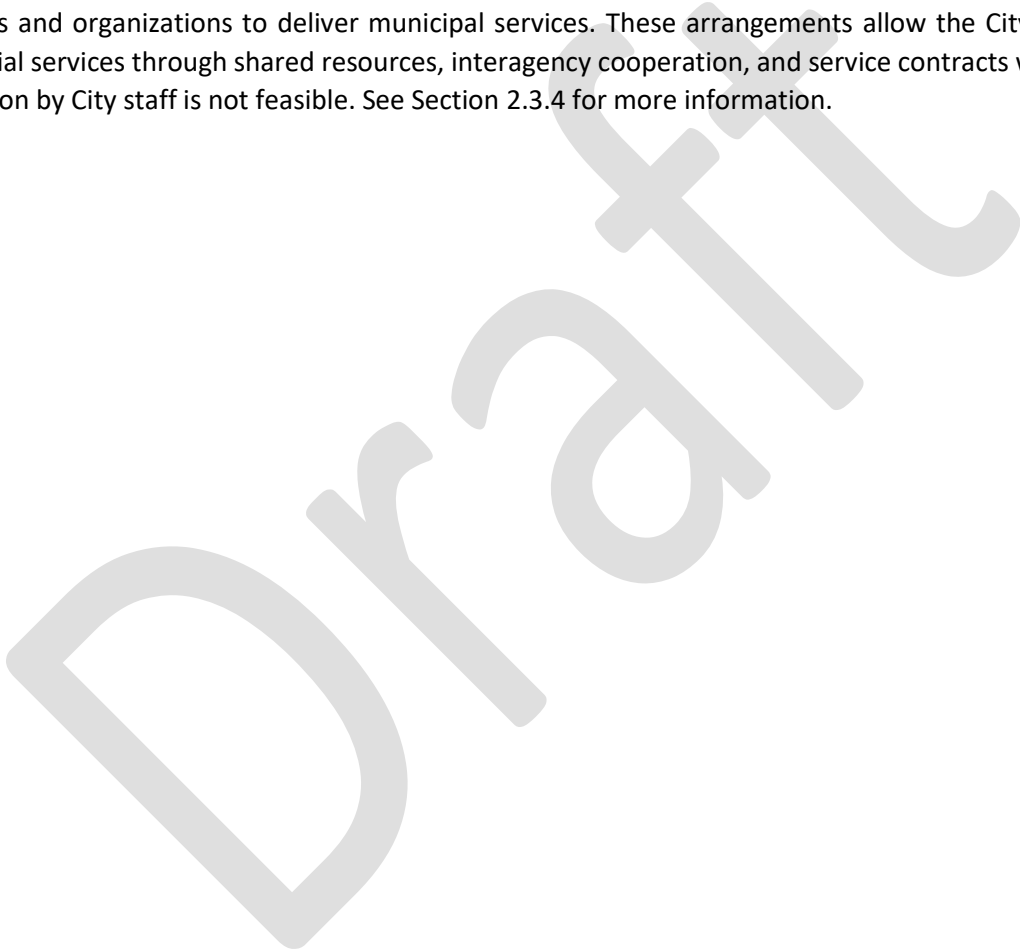 s and organizations to deliver municipal services. These arrangements allow the City
ial services through shared resources, interagency cooperation, and service contracts
on by City staff is not feasible. See Section 2.3.4 for more information.
Draft